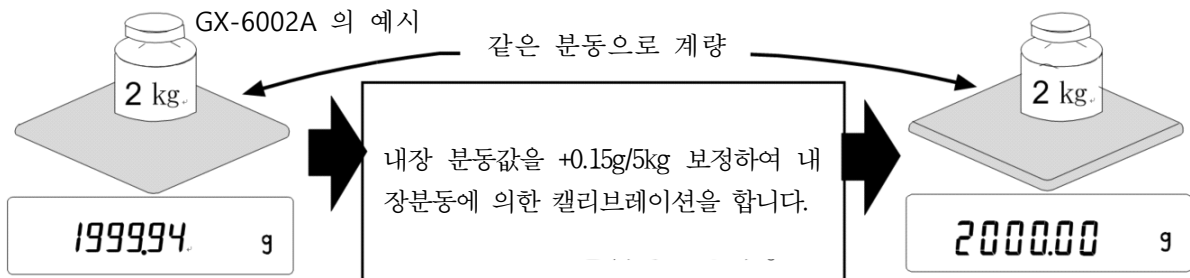 GX-6002A 의 예시
같은 분동으로 계량
2 kg
2 kg
내장 분동값을 +0.15g/5kg 보정하여 내
장분동에 의한 캘리브레이션을 합니다.
1999.94 g
2000.00 g